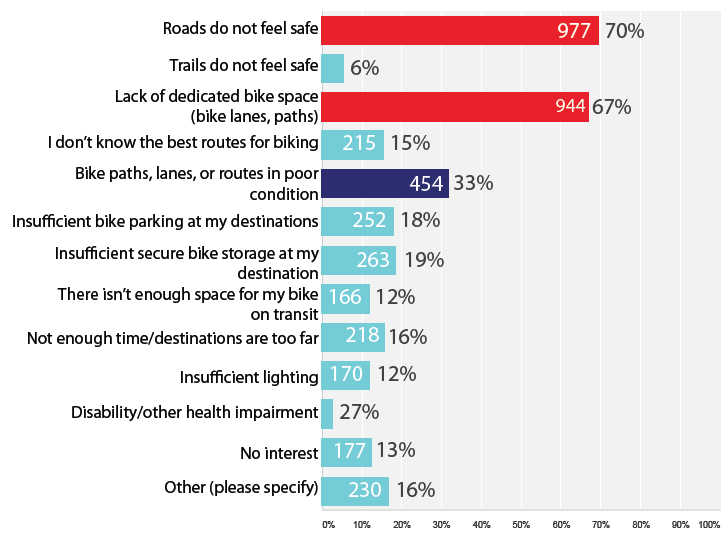 Roads do not feel safe 977 70%
Trails do not feel safe 6%
Lack of dedicated bike space
(bike lanes, paths) 944 67%
I don't know the best routes for biking 215 15%
Bike paths, lanes, or routes in poor
condition 454 33%
Insufficient bike parking at my destinations 252 18%
Insufficient secure bike storage at my
destination 263 19%
There isn't enough space for my bike
on transit 166 12%
Not enough time/destinations are too far 218 16%
Insufficient lighting 170 12%
Disability/other health impairment 27%
No interest 177 13%
Other (please specify) 230 16%
0% 10% 20% 30% 40% 50% 60% 70% 80% 90% 100%